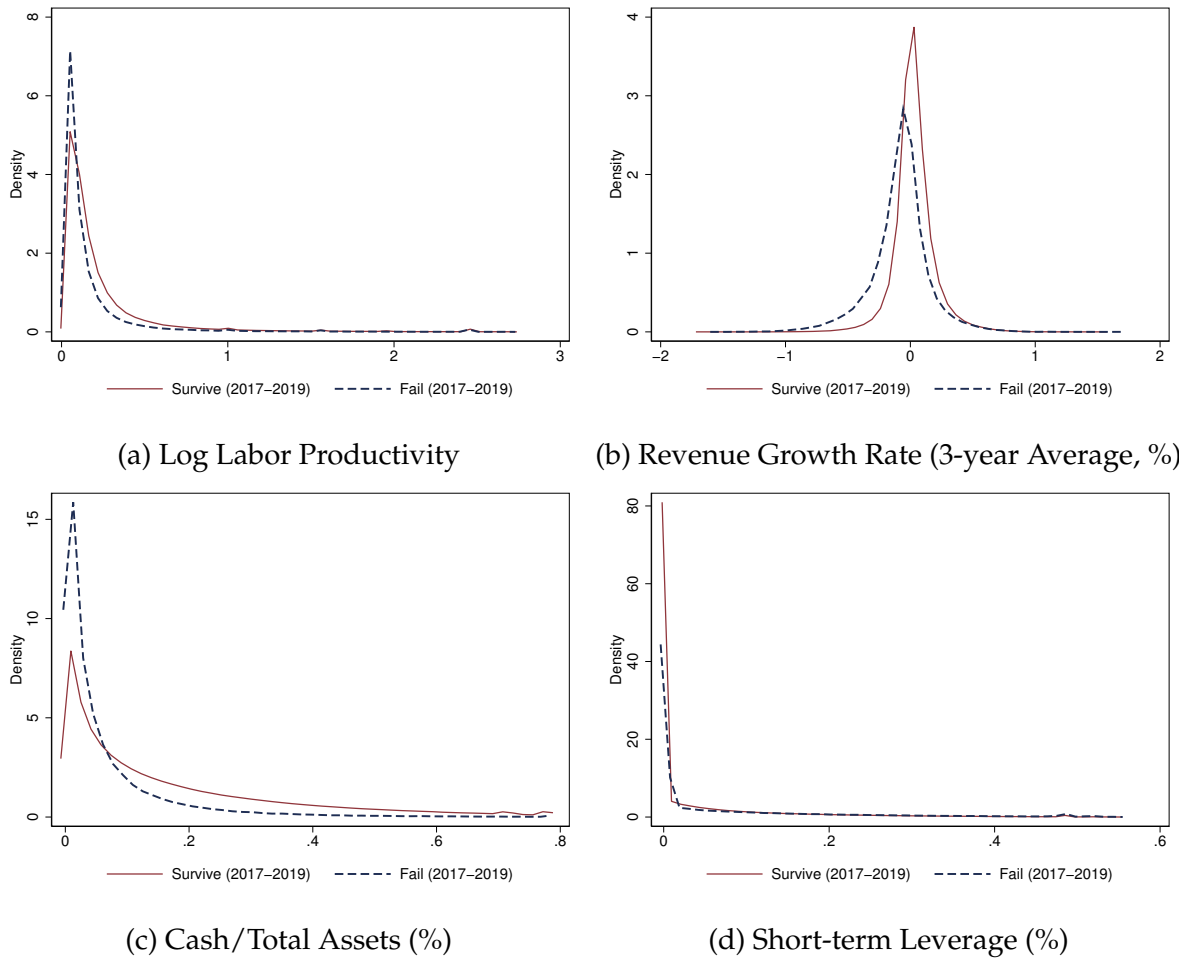 8
6
4
2
0
Density
0
1
2
3
Survive (2017−2019)
Fail (2017−2019)
(a) Log Labor Productivity
4
3
2
1
0
Density
−2
−1
0
1
2
Survive (2017−2019)
Fail (2017−2019)
(b) Revenue Growth Rate (3-year Average, %)
15
10
5
0
Density
0
.2
.4
.6
.8
Survive (2017−2019)
Fail (2017−2019)
(c) Cash/Total Assets (%)
80
60
40
20
0
Density
0
.2
.4
.6
Survive (2017−2019)
Fail (2017−2019)
(d) Short-term Leverage (%)